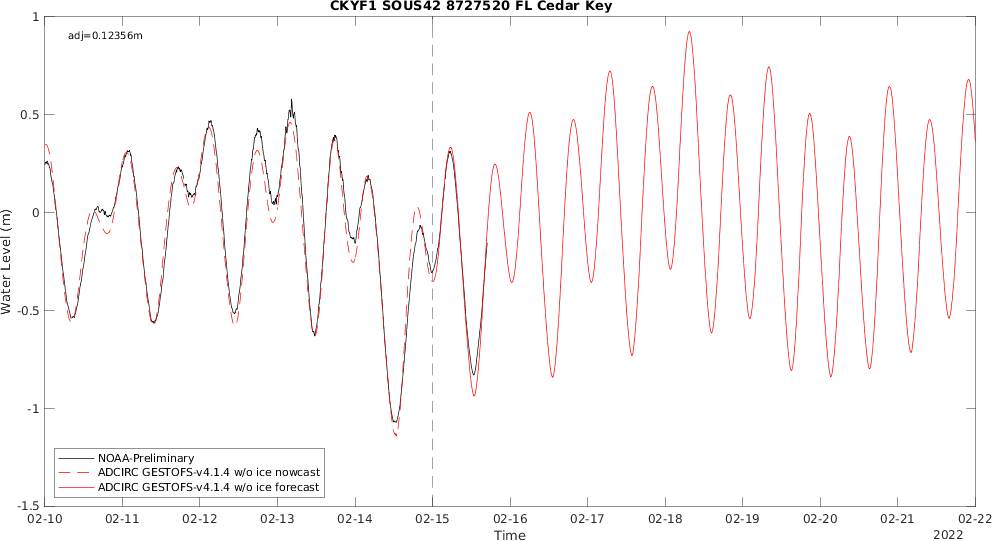 CKYF1 SOUS42 8727520 FL Cedar Key
adj=0.12356m
1
0.5
0
-0.5
-1
-1.5
Water Level (m)
NOAA-Preliminary
ADCIRC GESTOFS-v4.1.4 w/o ice nowcast
ADCIRC GESTOFS-v4.1.4 w/o ice forecast
02-10 02-11 02-12 02-13 02-14 02-15 02-16 02-17 02-18 02-19 02-20 02-21 02-22
Time
2022